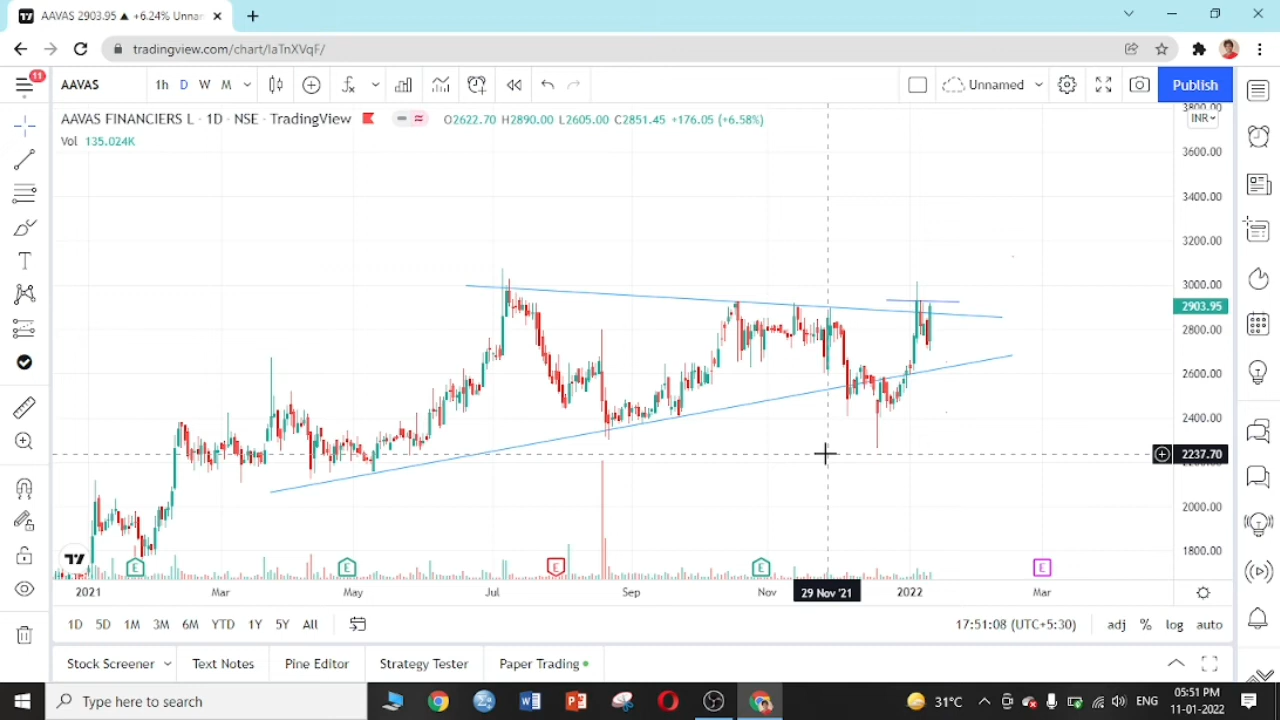 AAVAS 2903.95 ▲ +6.24% Unnar
tradingview.com/chart/IaTnXVqF/
11
AAVAS 1h D W M Unnamed Publish
AAVAS FINANCIERS L · 1D · NSE · TradingView O2622.70 H2890.00 L2605.00 C2851.45 +176.05 (+6.58%)
INR
Vol 135.024K
3600.00
3400.00
3200.00
3000.00
2903.95
2800.00
2600.00
2400.00
2237.70
2000.00
1800.00
E E E E E
2021 Mar May Jul Sep Nov 29 Nov '21 2022 Mar
1D 5D 1M 3M 6M YTD 1Y 5Y All 17:51:08 (UTC+5:30) adj % log auto
Stock Screener Text Notes Pine Editor Strategy Tester Paper Trading
Type here to search 31°C ENG 05:51 PM
11-01-2022